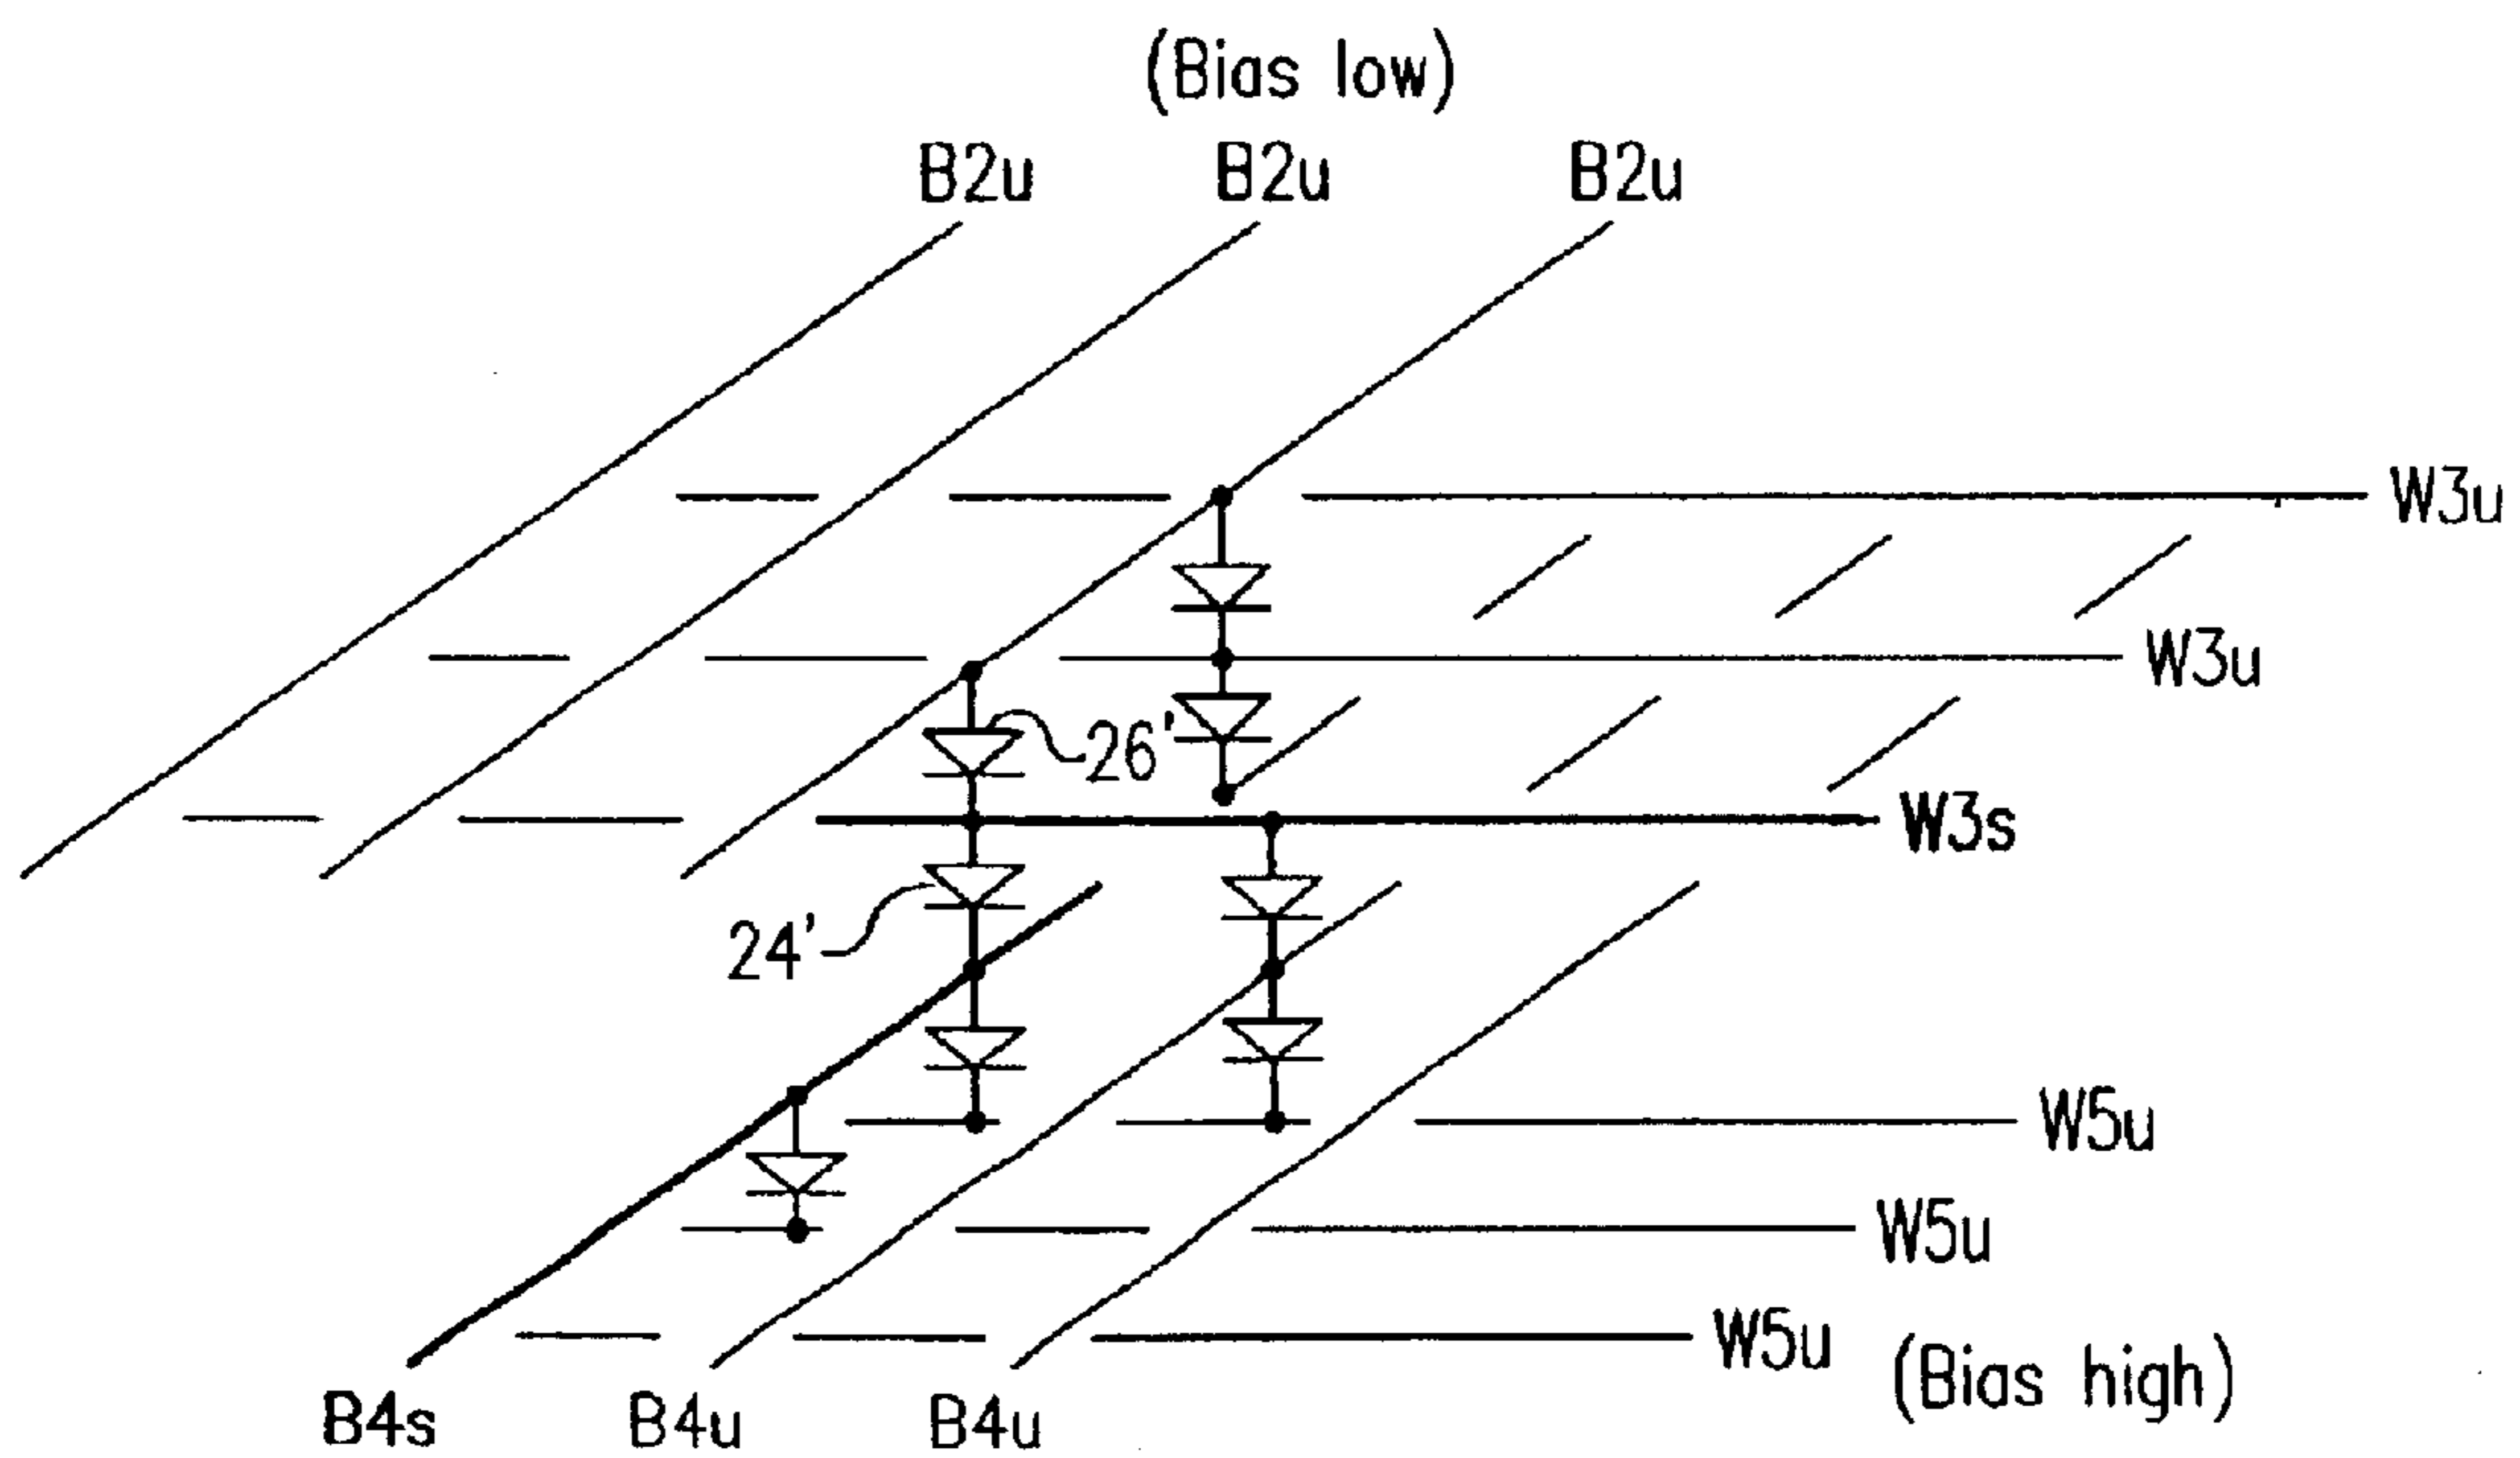 (Bias low)
B2u B2u B2u
W3u
W3u
26'
W3s
24'
W5u
W5u
W5u
(Bias high)
B4s B4u B4u